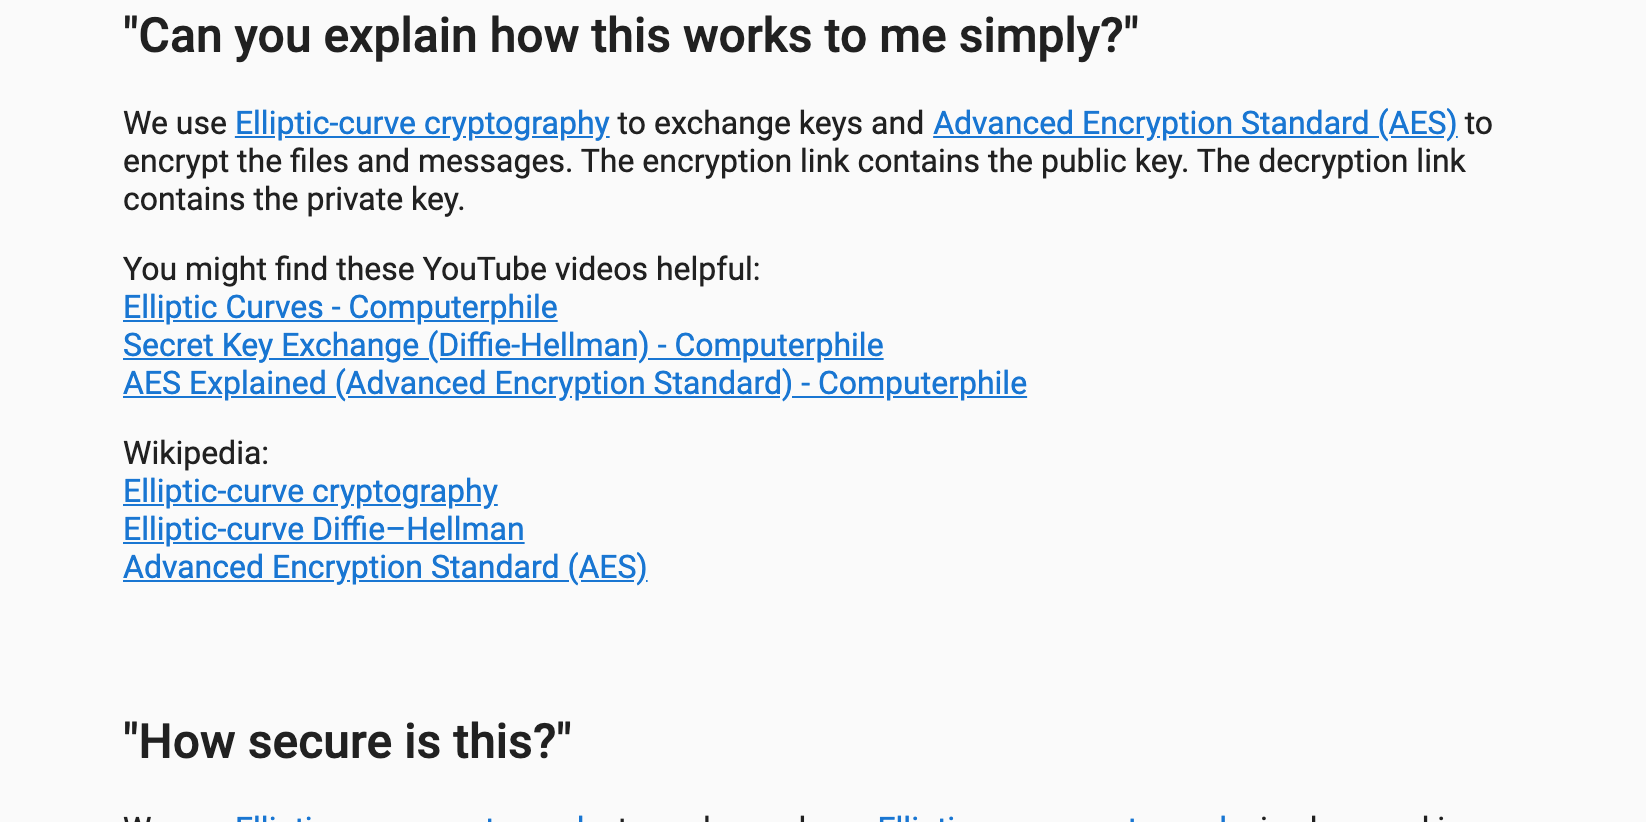 "Can you explain how this works to me simply?"
We use Elliptic-curve cryptography to exchange keys and Advanced Encryption Standard (AES) to
encrypt the files and messages. The encryption link contains the public key. The decryption link
contains the private key.
You might find these YouTube videos helpful:
Elliptic Curves - Computerphile
Secret Key Exchange (Diffie-Hellman) - Computerphile
AES Explained (Advanced Encryption Standard) - Computerphile
Wikipedia:
Elliptic-curve cryptography
Elliptic-curve Diffie–Hellman
Advanced Encryption Standard (AES)
"How secure is this?"